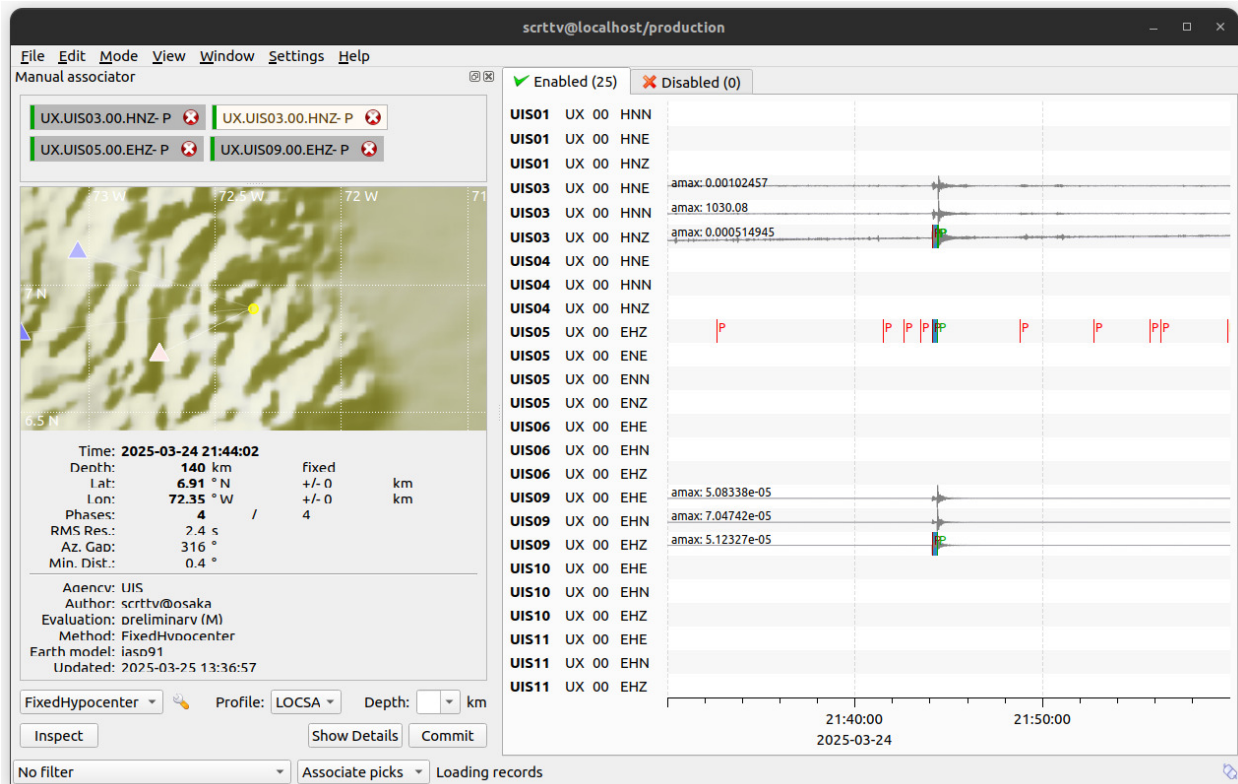 scrttv@localhost/production
File Edit Mode View Window Settings Help
Manual associator
UX.UIS03.00.HNZ- P
UX.UIS03.00.HNZ- P
UX.UIS05.00.EHZ- P
UX.UIS09.00.EHZ- P
73 W 72.5 W 72 W 71
7 N
6.5 N
Time: 2025-03-24 21:44:02
Depth: 140 km fixed
Lat: 6.91 ° N +/- 0 km
Lon: 72.35 ° W +/- 0 km
Phases: 4 / 4
RMS Res.: 2.4 s
Az. Gap: 316 °
Min. Dist.: 0.4 °
Agency: UIS
Author: scrttv@osaka
Evaluation: preliminary (M)
Method: FixedHypocenter
Earth model: iasp91
Updated: 2025-03-25 13:36:57
FixedHypocenter Profile: LOCSA Depth: km
Inspect Show Details Commit
No filter Associate picks Loading records
Enabled (25) Disabled (0)
UIS01 UX 00 HNN
UIS01 UX 00 HNE
UIS01 UX 00 HNZ
UIS03 UX 00 HNE amax: 0.00102457
UIS03 UX 00 HNN amax: 1030.08
UIS03 UX 00 HNZ amax: 0.000514945 P P
UIS04 UX 00 HNE
UIS04 UX 00 HNN
UIS04 UX 00 HNZ
UIS05 UX 00 EHZ P P P P P P P P P P
UIS05 UX 00 ENE
UIS05 UX 00 ENN
UIS05 UX 00 ENZ
UIS06 UX 00 EHE
UIS06 UX 00 EHN
UIS06 UX 00 EHZ
UIS09 UX 00 EHE amax: 5.08338e-05
UIS09 UX 00 EHN amax: 7.04742e-05
UIS09 UX 00 EHZ amax: 5.12327e-05 P P
UIS10 UX 00 EHE
UIS10 UX 00 EHN
UIS10 UX 00 EHZ
UIS11 UX 00 EHE
UIS11 UX 00 EHN
UIS11 UX 00 EHZ
21:40:00 21:50:00
2025-03-24